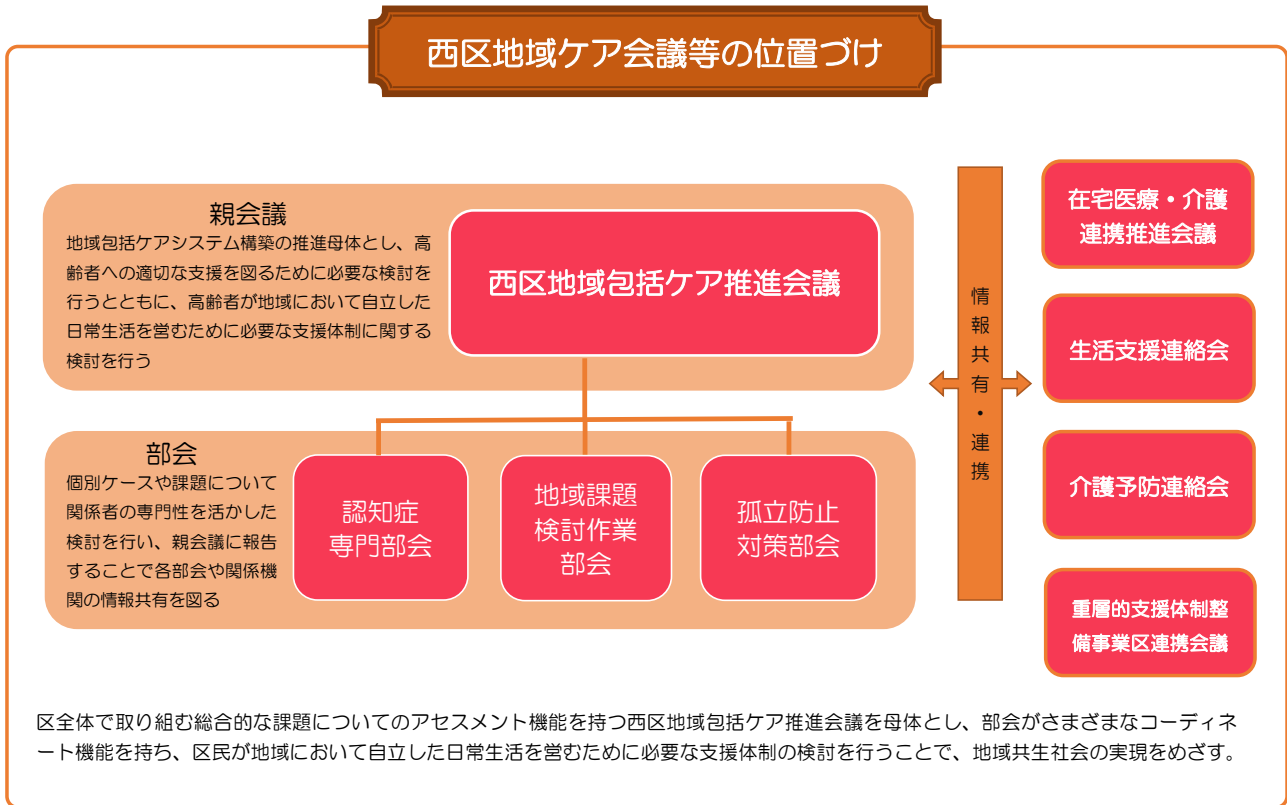 西区地域ケア会議等の位置づけ
親会議
地域包括ケアシステム構築の推進母体とし、高
齢者への適切な支援を図るために必要な検討を
行うとともに、高齢者が地域において自立した
日常生活を営むために必要な支援体制に関する
検討を行う
西区地域包括ケア推進会議
部会
個別ケースや課題について
関係者の専門性を活かした
検討を行い、親会議に報告
することで各部会や関係機
関の情報共有を図る
認知症
専門部会
地域課題
検討作業
部会
孤立防止
対策部会
情報共有・連携
在宅医療・介護
連携推進会議
生活支援連絡会
介護予防連絡会
重層的支援体制整
備事業区連携会議
区全体で取り組む総合的な課題についてのアセスメント機能を持つ西区地域包括ケア推進会議を母体とし、部会がさまざまなコーディネ
ート機能を持ち、区民が地域において自立した日常生活を営むために必要な支援体制の検討を行うことで、地域共生社会の実現をめざす。